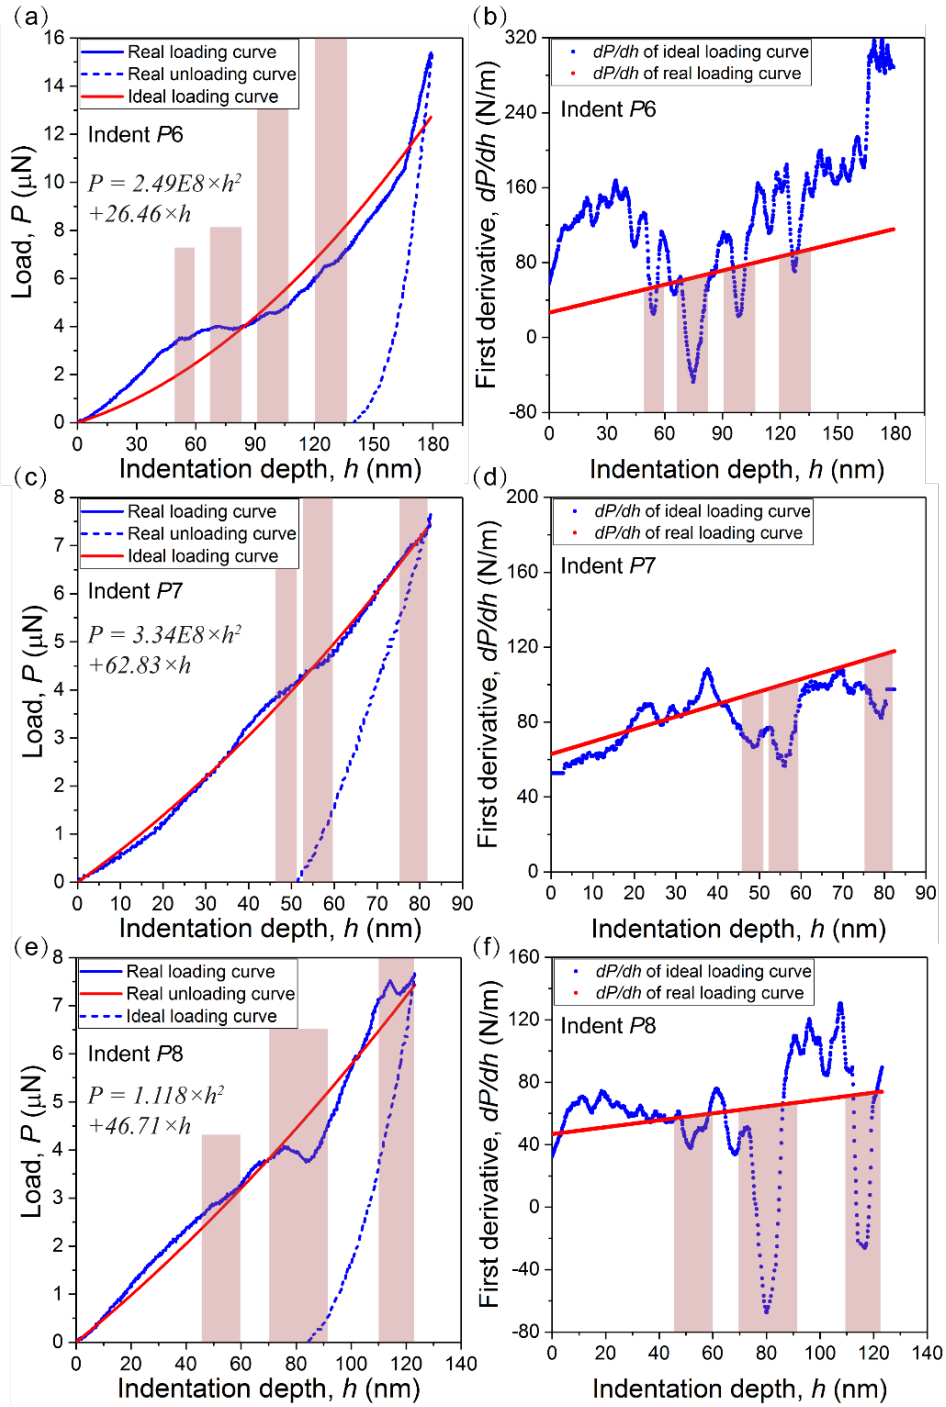 (a)
16
14
12
10
8
6
4
2
0
Load, P (μN)
Real loading curve
Real unloading curve
Ideal loading curve
Indent P6
P = 2.49E8×h²
+26.46×h
0 30 60 90 120 150 180
Indentation depth, h (nm)
(b)
320
240
160
80
0
-80
First derivative, dP/dh (N/m)
dP/dh of ideal loading curve
dP/dh of real loading curve
Indent P6
0 30 60 90 120 150 180
Indentation depth, h (nm)
(c)
8
7
6
5
4
3
2
1
0
Load, P (μN)
Real loading curve
Real unloading curve
Ideal loading curve
Indent P7
P = 3.34E8×h²
+62.83×h
0 10 20 30 40 50 60 70 80 90
Indentation depth, h (nm)
(d)
200
160
120
80
40
0
First derivative, dP/dh (N/m)
dP/dh of ideal loading curve
dP/dh of real loading curve
Indent P7
0 10 20 30 40 50 60 70 80 90
Indentation depth, h (nm)
(e)
8
7
6
5
4
3
2
1
0
Load, P (μN)
Real loading curve
Real unloading curve
Ideal loading curve
Indent P8
P = 1.118×h²
+46.71×h
0 20 40 60 80 100 120 140
Indentation depth, h (nm)
(f)
160
120
80
40
0
-40
-80
First derivative, dP/dh (N/m)
dP/dh of ideal loading curve
dP/dh of real loading curve
Indent P8
0 20 40 60 80 100 120 140
Indentation depth, h (nm)